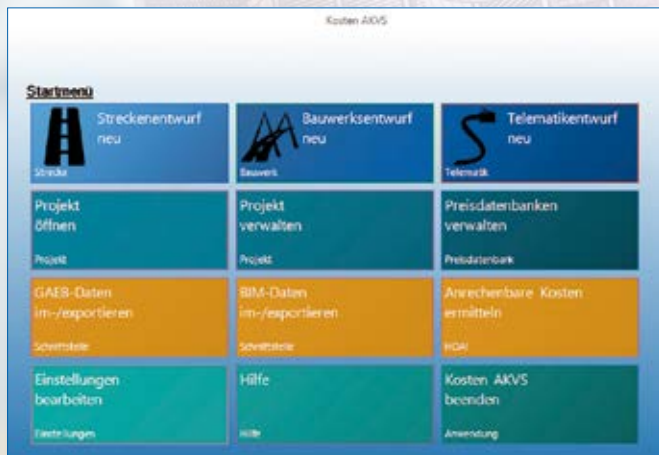 Kosten AKVS
Startmenü
Streckenentwurf
neu
Strecke
Bauwerksentwurf
neu
Bauwerk
Telematikentwurf
neu
Telematik
Projekt
öffnen
Projekt
Projekt
verwalten
Projekt
Preisdatenbanken
verwalten
Preisdatenbank
GAEB-Daten
im-/exportieren
Schnittstelle
BIM-Daten
im-/exportieren
Schnittstelle
Anrechenbare Kosten
ermitteln
HOAI
Einstellungen
bearbeiten
Einstellungen
Hilfe
Hilfe
Kosten AKVS
beenden
Anwendung